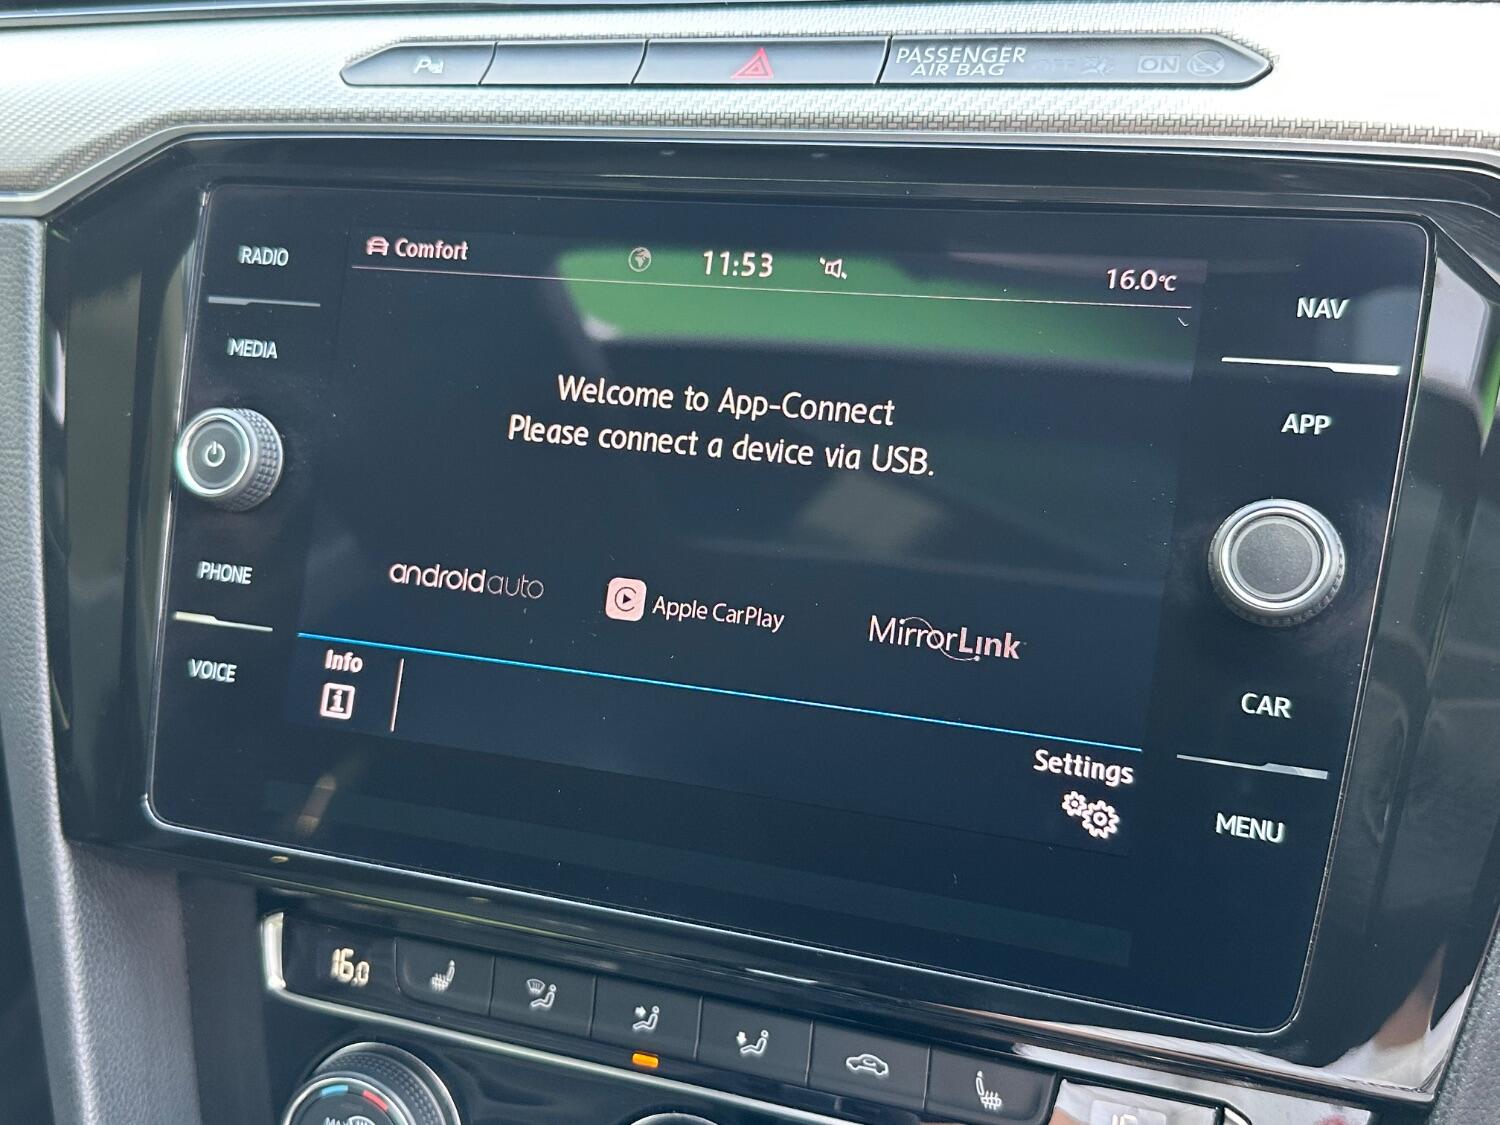 PASSENGER
AIR BAG
OFF
ON
RADIO
MEDIA
PHONE
VOICE
Comfort
11:53
16.0°C
Welcome to App-Connect
Please connect a device via USB.
androidauto
Apple CarPlay
MirrorLink
Info
Settings
NAV
APP
CAR
MENU
16.0